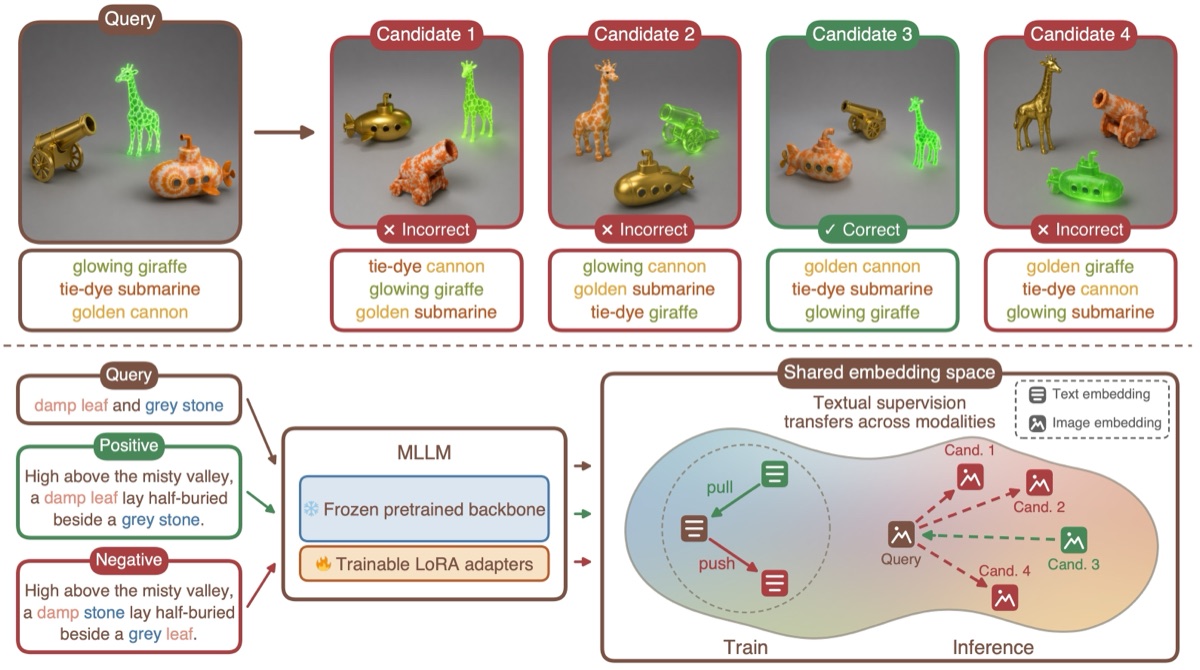 Query
Candidate 1
Candidate 2
Candidate 3
Candidate 4
× Incorrect
× Incorrect
✓ Correct
× Incorrect
glowing giraffe
tie-dye submarine
golden cannon
tie-dye cannon
glowing giraffe
golden submarine
glowing cannon
golden submarine
tie-dye giraffe
golden cannon
tie-dye submarine
glowing giraffe
golden giraffe
tie-dye cannon
glowing submarine
Query
damp leaf and grey stone
Positive
High above the misty valley,
a damp leaf lay half-buried
beside a grey stone.
Negative
High above the misty valley,
a damp stone lay half-buried
beside a grey leaf.
MLLM
Frozen pretrained backbone
Trainable LoRA adapters
Shared embedding space
Textual supervision
transfers across modalities
Text embedding
Image embedding
pull
push
Train
Cand. 1
Cand. 2
Query
Cand. 3
Cand. 4
Inference